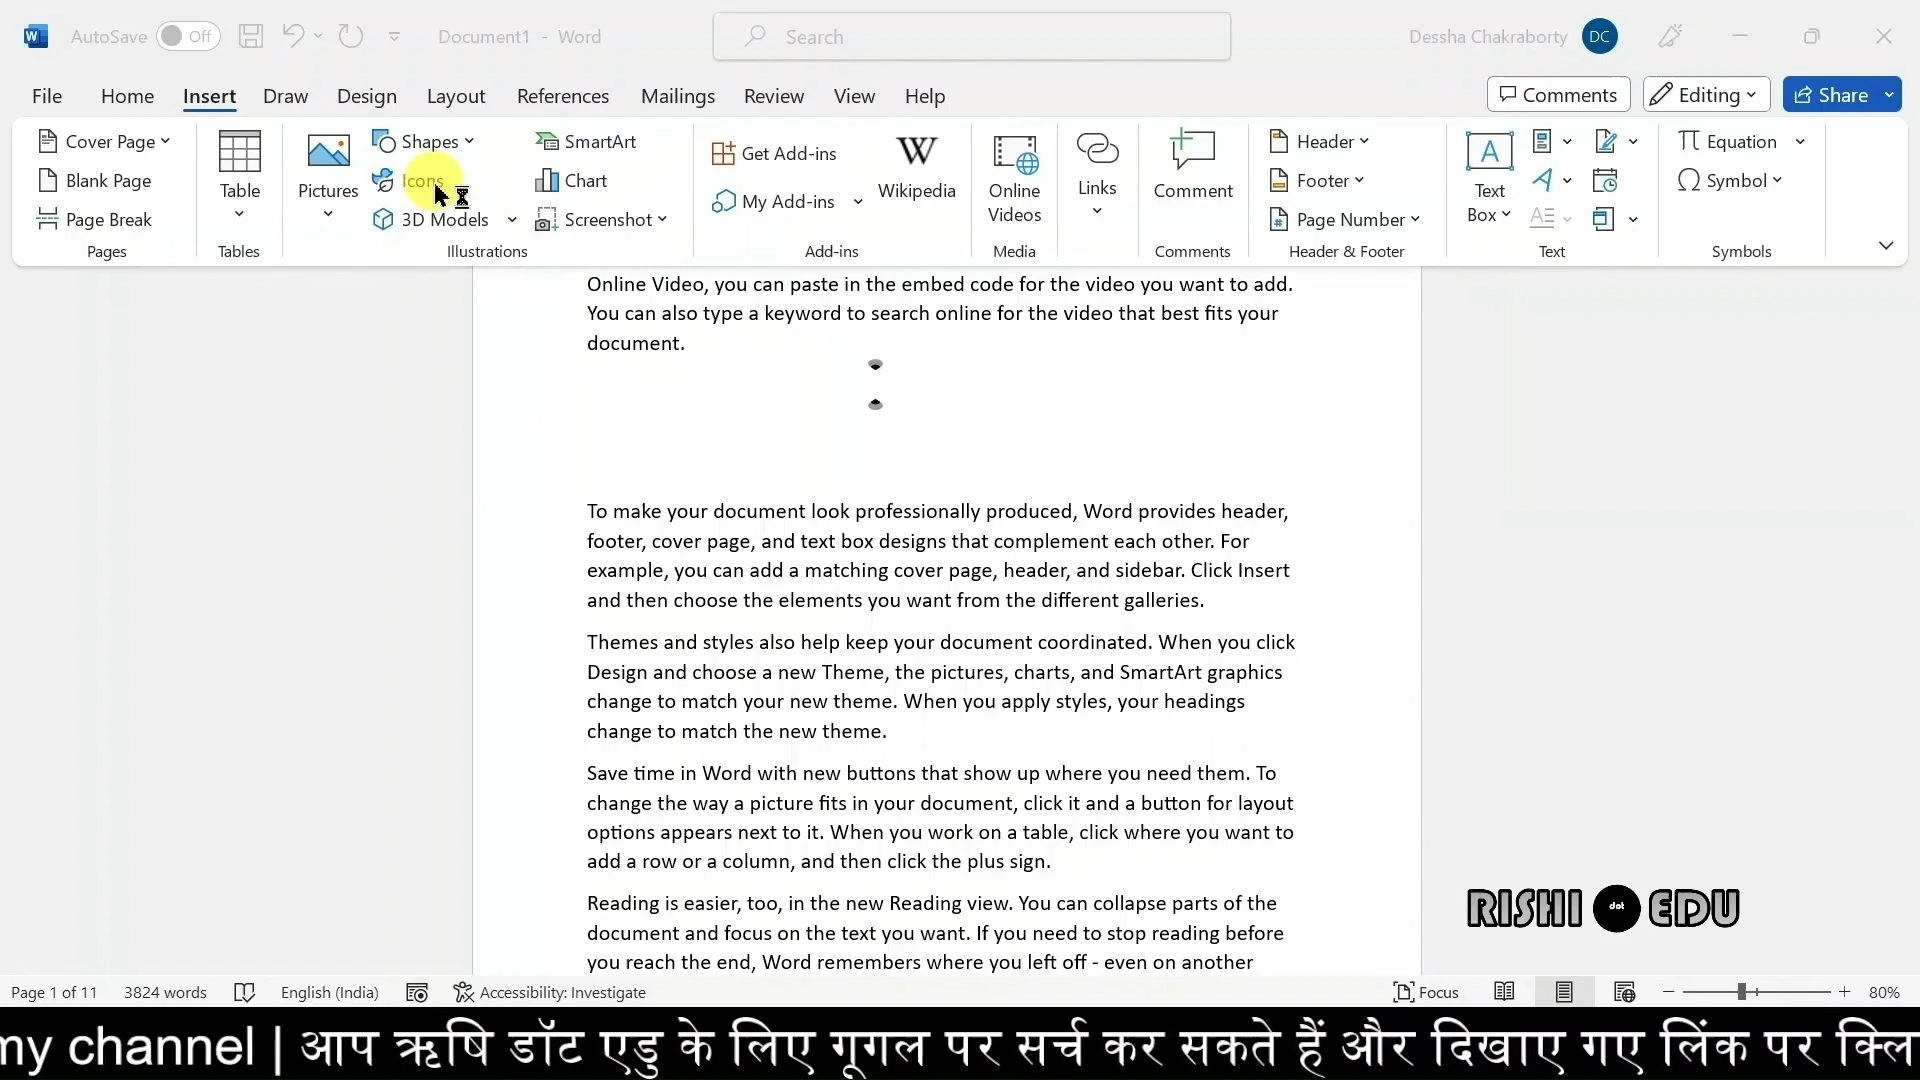 AutoSave Off Document1 - Word Search Dessha Chakraborty DC
File Home Insert Draw Design Layout References Mailings Review View Help Comments Editing Share
Cover Page
Blank Page
Page Break
Pages
Table
Tables
Pictures
Shapes
Icons
3D Models
SmartArt
Chart
Screenshot
Illustrations
Get Add-ins
My Add-ins
Wikipedia
Add-ins
Online
Videos
Media
Links
Comment
Comments
Header
Footer
Page Number
Header & Footer
Text
Box
Text
Equation
Symbol
Symbols
Online Video, you can paste in the embed code for the video you want to add.
You can also type a keyword to search online for the video that best fits your
document.
To make your document look professionally produced, Word provides header,
footer, cover page, and text box designs that complement each other. For
example, you can add a matching cover page, header, and sidebar. Click Insert
and then choose the elements you want from the different galleries.
Themes and styles also help keep your document coordinated. When you click
Design and choose a new Theme, the pictures, charts, and SmartArt graphics
change to match your new theme. When you apply styles, your headings
change to match the new theme.
Save time in Word with new buttons that show up where you need them. To
change the way a picture fits in your document, click it and a button for layout
options appears next to it. When you work on a table, click where you want to
add a row or a column, and then click the plus sign.
Reading is easier, too, in the new Reading view. You can collapse parts of the
document and focus on the text you want. If you need to stop reading before
you reach the end, Word remembers where you left off - even on another
RISHI dot EDU
Page 1 of 11 3824 words English (India) Accessibility: Investigate Focus 80%
my channel | आप ऋषि डॉट एडु के लिए गूगल पर सर्च कर सकते हैं और दिखाए गए लिंक पर क्लि